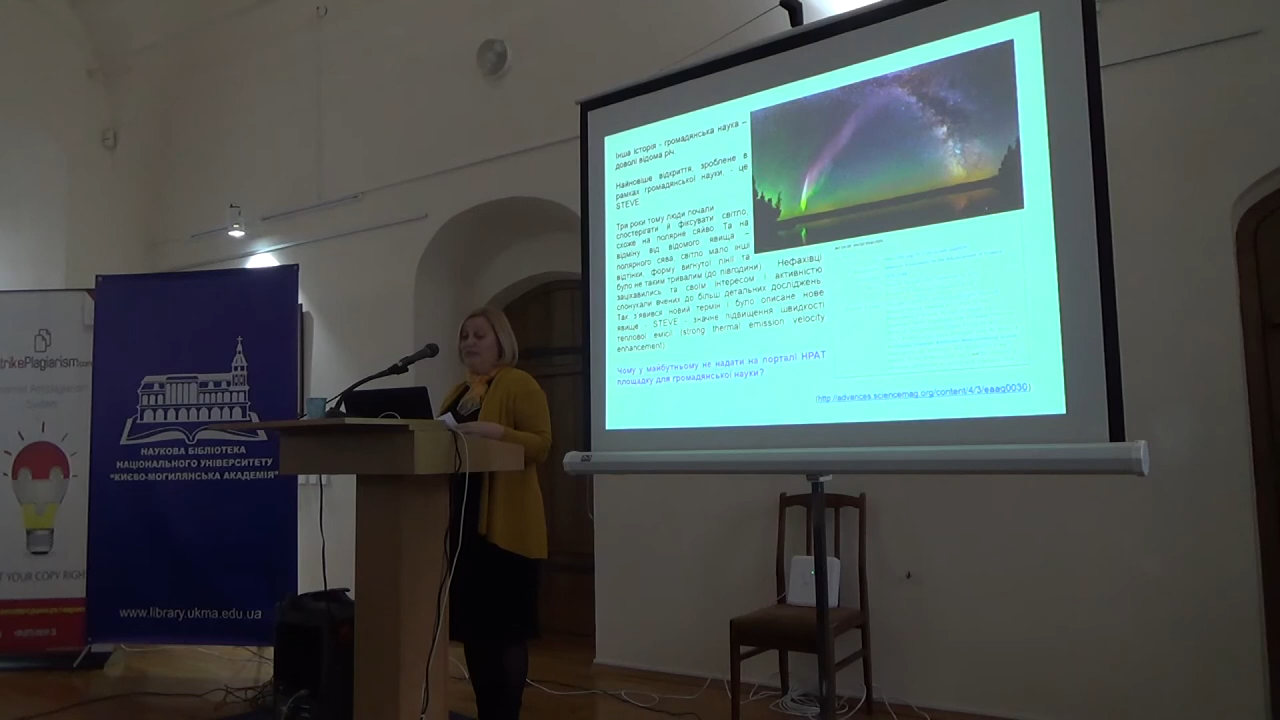 trikePlagiarism.com
T YOUR COPY RIGH
НАУКОВА БІБЛІОТЕКА
НАЦІОНАЛЬНОГО УНІВЕРСИТЕТУ
"КИЄВО-МОГИЛЯНСЬКА АКАДЕМІЯ"
www.library.ukma.edu.ua
Інша історія - громадянська наука –
доволі відома річ.
Найновіше відкриття, зроблене в
рамках громадянської науки, - це
STEVE.
Три роки тому люди почали
спостерігати й фіксувати світло,
схоже на полярне сяйво. Та на
відміну від відомого явища –
полярного сява, світло мало інші
відтінки, форму вигнутої лінії та
було не таким тривалим (до півгодини). Нефахівці
зацікавились та своїм інтересом і активністю
спонукали вчених до більш детальних досліджень.
Так з'явився новий термін і було описане нове
явище - STEVE - значне підвищення швидкості
теплової емісії (strong thermal emission velocity
enhancement)
Чому у майбутньому не надати на порталі НРАТ
площадку для громадянської науки?
(http://advances.sciencemag.org/content/4/3/eaaq0030)